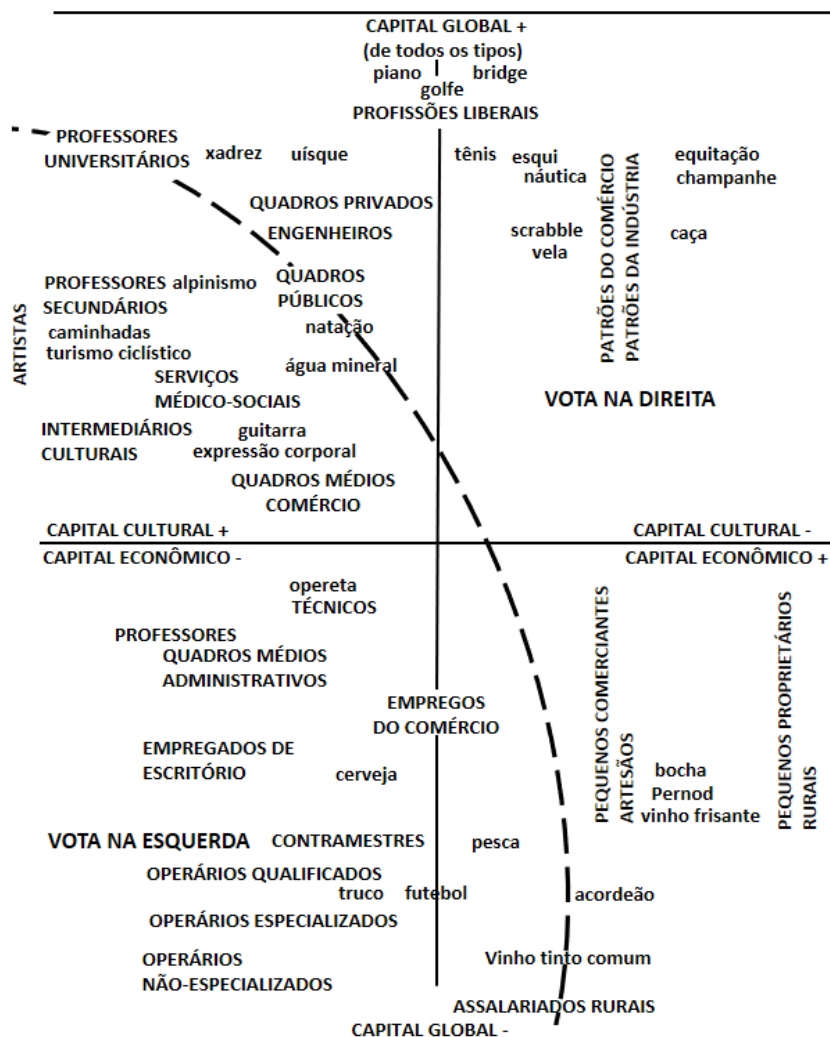 CAPITAL GLOBAL +
(de todos os tipos)
piano bridge
golfe
PROFISSÕES LIBERAIS
PROFESSORES
UNIVERSITÁRIOS
xadrez
uísque
tênis
esqui
náutica
equitação
champanhe
QUADROS PRIVADOS
ENGENHEIROS
scrabble
vela
PATRÕES DO COMÉRCIO
PATRÕES DA INDÚSTRIA
caça
ARTISTAS
PROFESSORES
SECUNDÁRIOS
alpinismo
QUADROS
PÚBLICOS
caminhadas
turismo ciclístico
natação
água mineral
SERVIÇOS
MÉDICO-SOCIAIS
VOTA NA DIREITA
INTERMEDIÁRIOS
CULTURAIS
guitarra
expressão corporal
QUADROS MÉDIOS
COMÉRCIO
CAPITAL CULTURAL +
CAPITAL ECONÔMICO -
CAPITAL CULTURAL -
CAPITAL ECONÔMICO +
opereta
TÉCNICOS
PROFESSORES
QUADROS MÉDIOS
ADMINISTRATIVOS
EMPREGOS
DO COMÉRCIO
PEQUENOS COMERCIANTES
ARTESÃOS
PEQUENOS PROPRIETÁRIOS
RURAIS
EMPREGADOS DE
ESCRITÓRIO
cerveja
bocha
Pernod
vinho frisante
VOTA NA ESQUERDA
CONTRAMESTRES
pesca
OPERÁRIOS QUALIFICADOS
truco
futebol
acordeão
OPERÁRIOS ESPECIALIZADOS
OPERÁRIOS
NÃO-ESPECIALIZADOS
Vinho tinto comum
ASSALARIADOS RURAIS
CAPITAL GLOBAL -